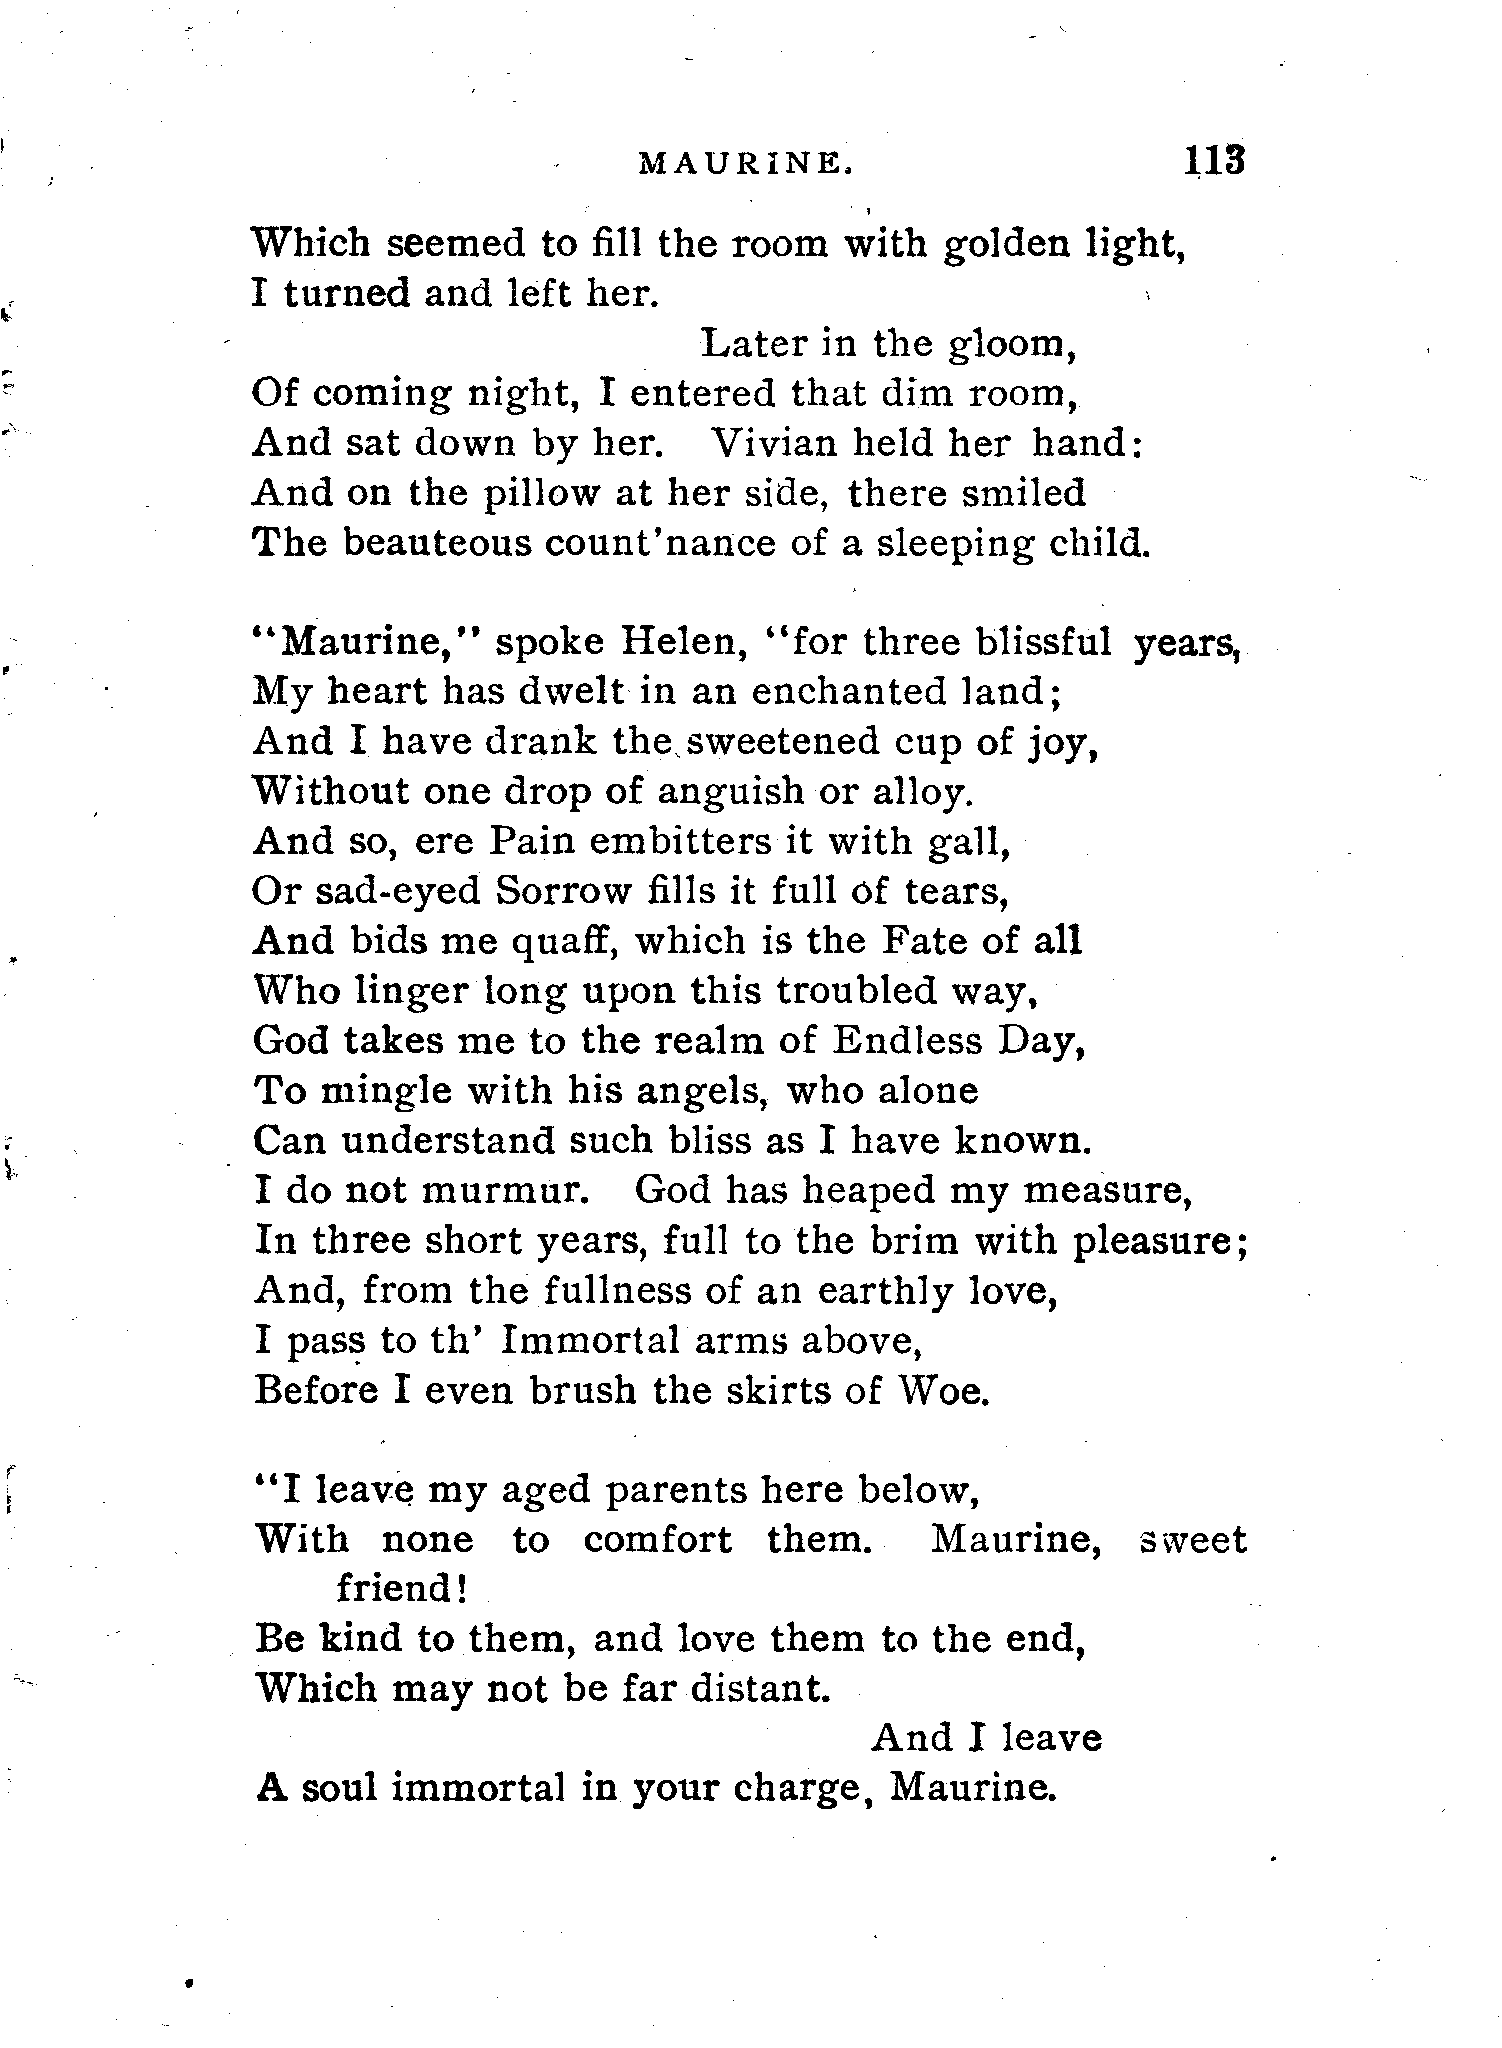 MAURINE. 113
Which seemed to fill the room with golden light,
I turned and left her.
Later in the gloom,
Of coming night, I entered that dim room,
And sat down by her. Vivian held her hand:
And on the pillow at her side, there smiled
The beauteous count'nance of a sleeping child.
“Maurine,” spoke Helen, “for three blissful years,
My heart has dwelt in an enchanted land;
And I have drank the sweetened cup of joy,
Without one drop of anguish or alloy.
And so, ere Pain embitters it with gall,
Or sad-eyed Sorrow fills it full of tears,
And bids me quaff, which is the Fate of all
Who linger long upon this troubled way,
God takes me to the realm of Endless Day,
To mingle with his angels, who alone
Can understand such bliss as I have known.
I do not murmur. God has heaped my measure,
In three short years, full to the brim with pleasure;
And, from the fullness of an earthly love,
I pass to th' Immortal arms above,
Before I even brush the skirts of Woe.
“I leave my aged parents here below,
With none to comfort them. Maurine, sweet
friend!
Be kind to them, and love them to the end,
Which may not be far distant.
And I leave
A soul immortal in your charge, Maurine.